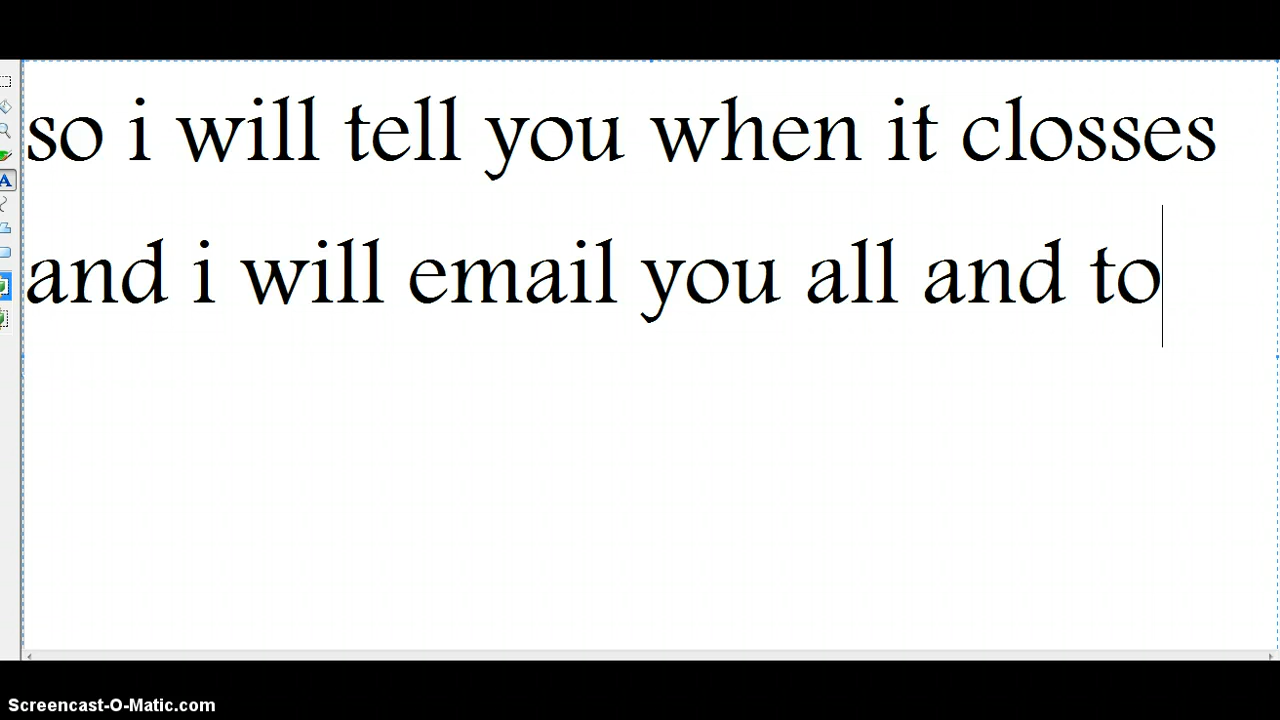 so i will tell you when it closses
and i will email you all and to
Screencast-O-Matic.com